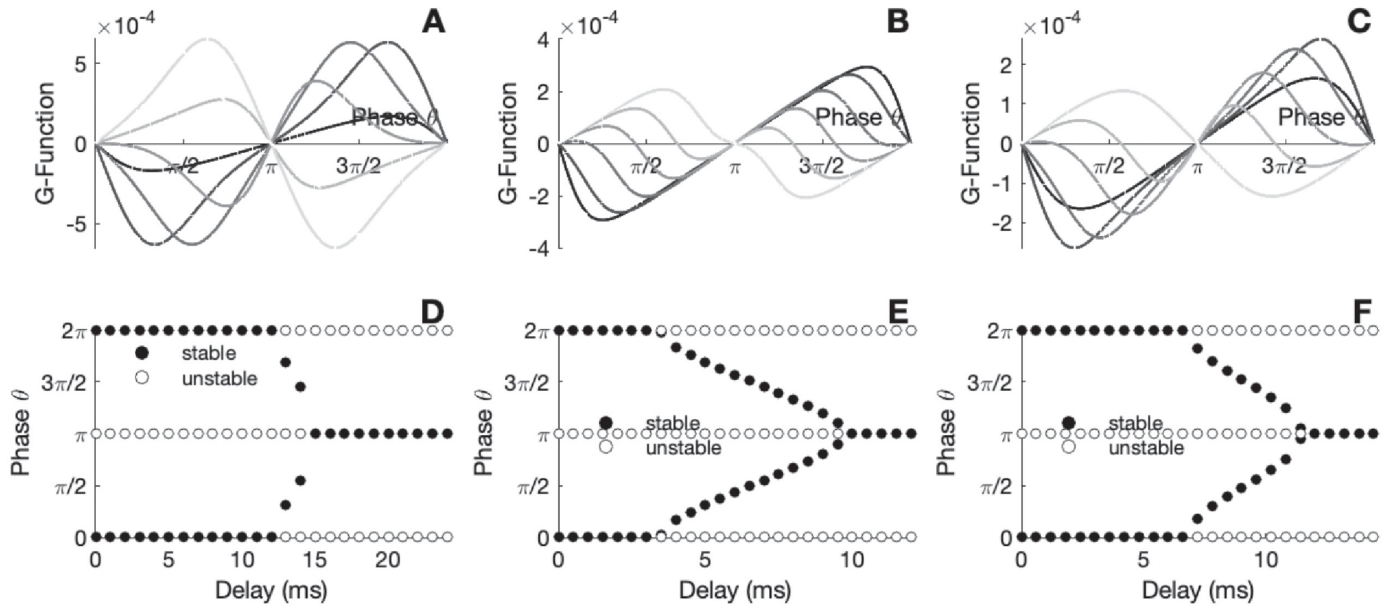 ×10⁻⁴
A
5
0
-5
G-Function
Phase θ
π/2
π
3π/2
×10⁻⁴
B
4
2
0
-2
-4
G-Function
Phase θ
π/2
π
3π/2
×10⁻⁴
C
2
1
0
-1
-2
G-Function
Phase θ
π/2
π
3π/2
D
2π
3π/2
π
π/2
0
Phase θ
stable
unstable
0 5 10 15 20
Delay (ms)
E
2π
3π/2
π
π/2
0
Phase θ
stable
unstable
0 5 10
Delay (ms)
F
2π
3π/2
π
π/2
0
Phase θ
stable
unstable
0 5 10
Delay (ms)